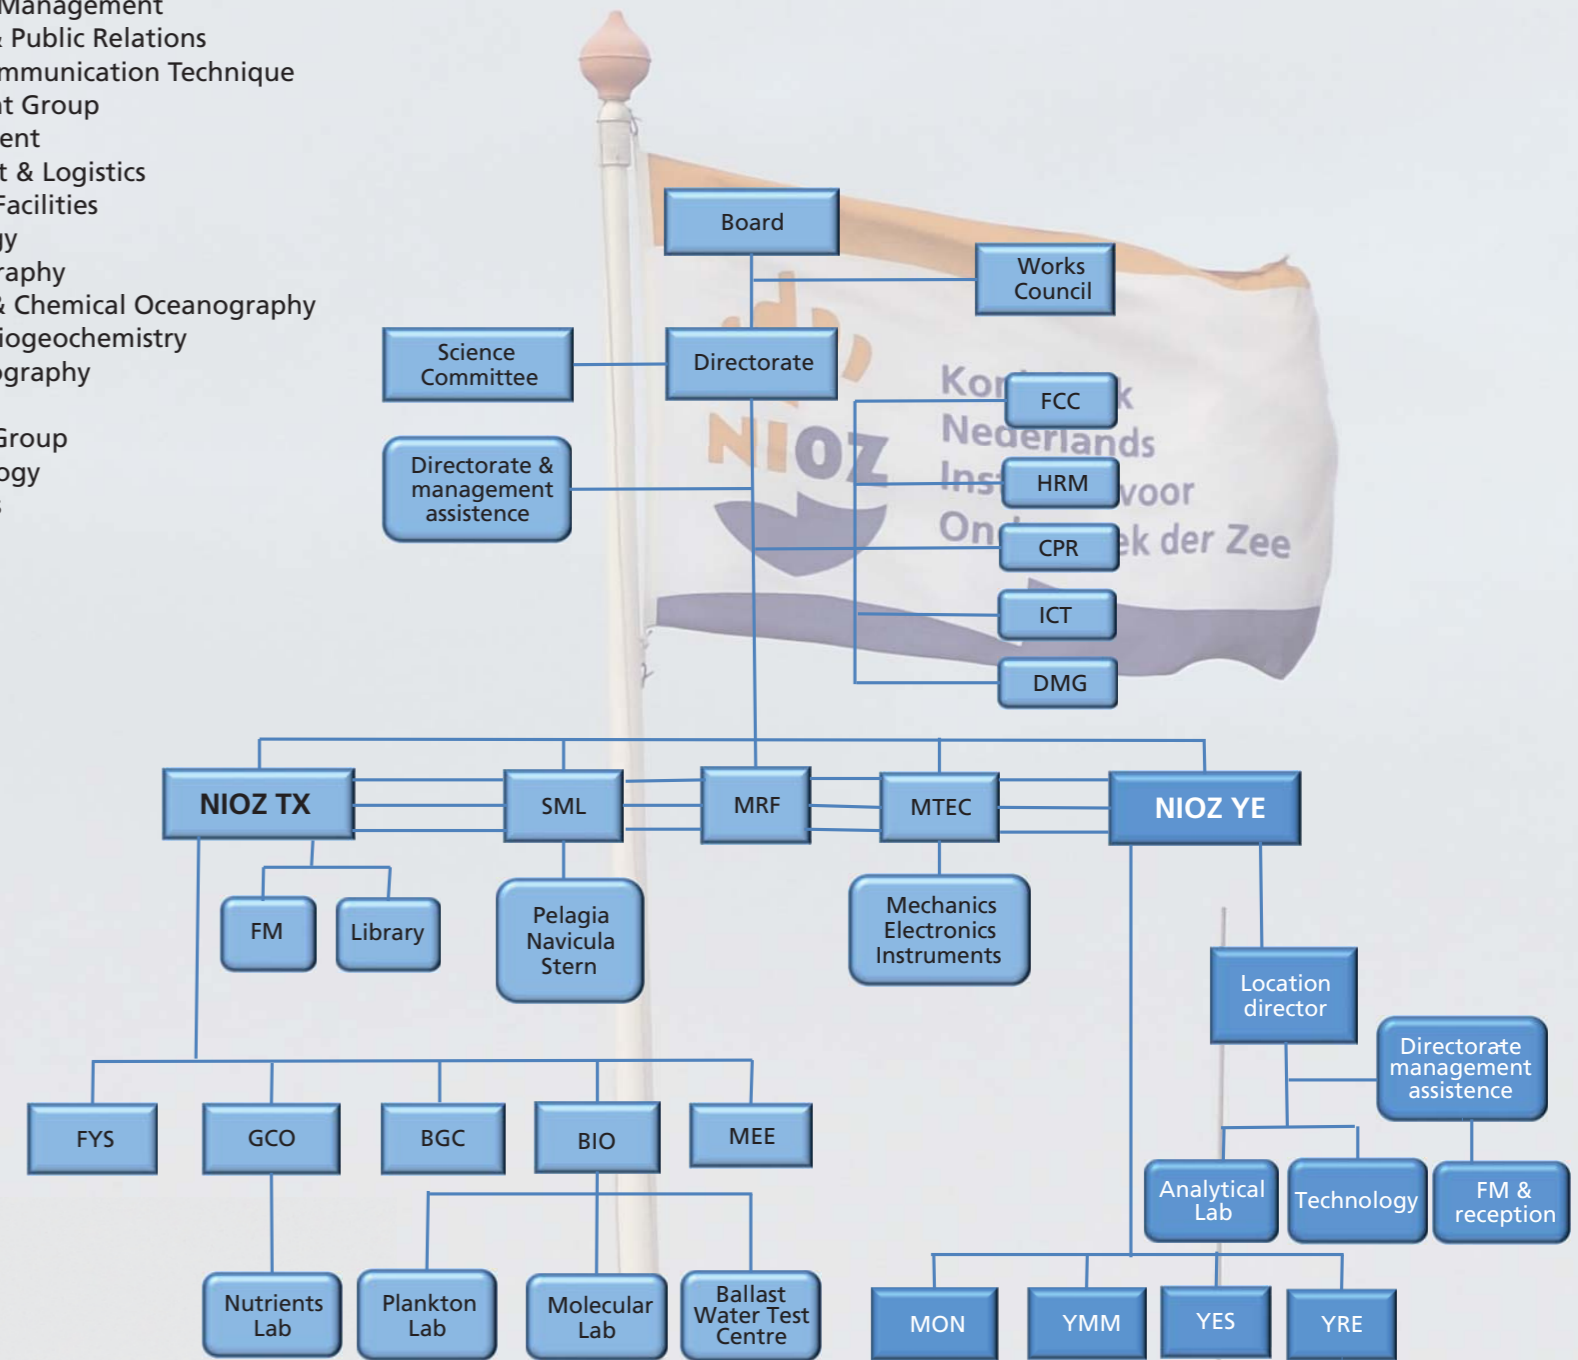 Management
& Public Relations
mmunication Technique
nt Group
ent
t & Logistics
Facilities
gy
raphy
& Chemical Oceanography
iogeochemistry
ography
Group
ogy
s
Board
Works
Council
Science
Committee
Directorate
Directorate &
management
assistence
FCC
HRM
CPR
ICT
DMG
NIOZ
Nederlands
voor
der Zee
NIOZ TX
SML
MRF
MTEC
NIOZ YE
FM
Library
Pelagia
Navicula
Stern
Mechanics
Electronics
Instruments
Location
director
Directorate
management
assistence
FYS
GCO
BGC
BIO
MEE
Analytical
Lab
Technology
FM &
reception
Nutrients
Lab
Plankton
Lab
Molecular
Lab
Ballast
Water Test
Centre
MON
YMM
YES
YRE